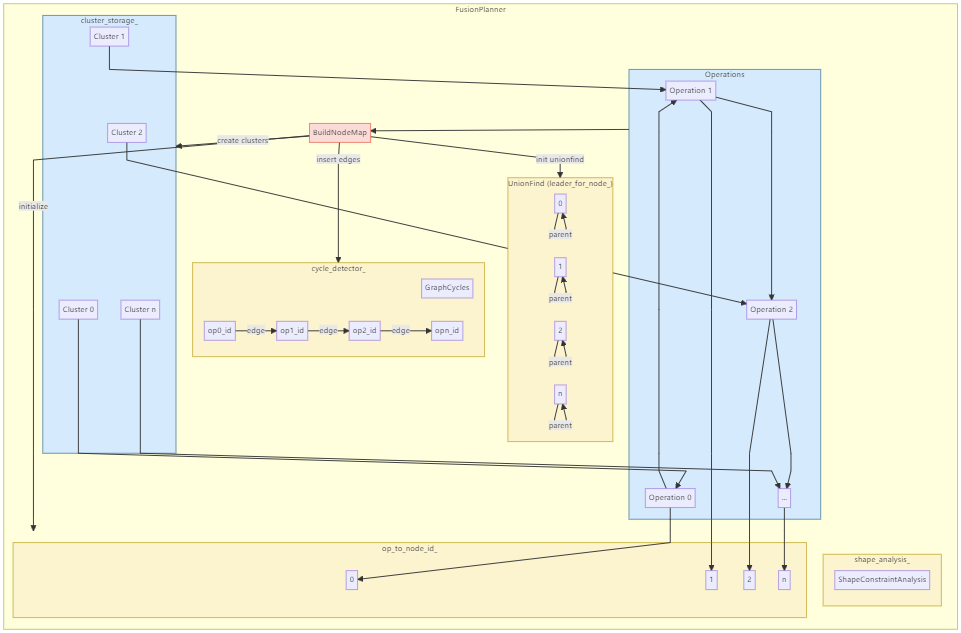 FusionPlanner
cluster_storage_
Cluster 1
Operations
Operation 1
Cluster 2
BuildNodeMap
create clusters
insert edges
init unionfind
UnionFind (leader_for_node_)
0
initialize
parent
cycle_detector_
1
GraphCycles
parent
Cluster 0
Cluster n
Operation 2
op0_id
edge
op1_id
edge
op2_id
edge
opn_id
2
parent
n
parent
Operation 0
...
op_to_node_id_
0
1
2
n
shape_analysis_
ShapeConstraintAnalysis